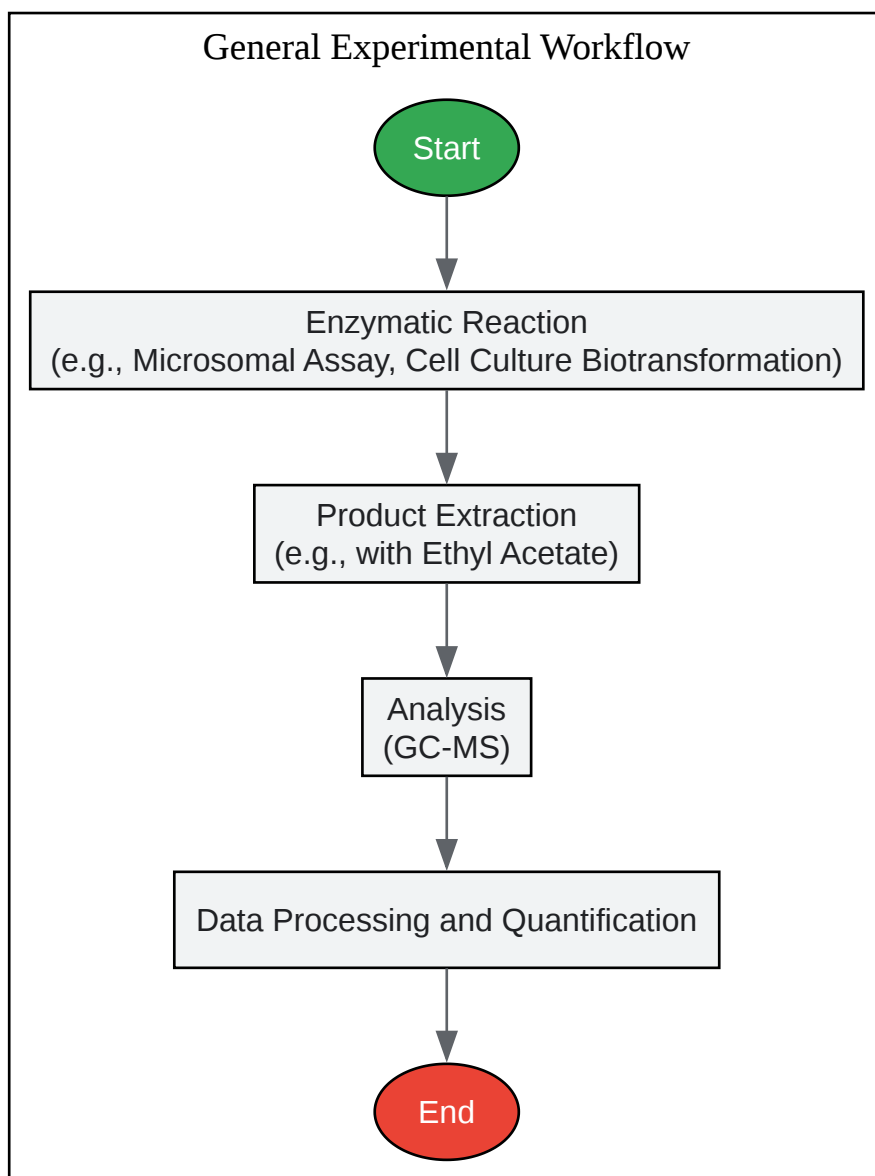 General Experimental Workflow
Start
Enzymatic Reaction
(e.g., Microsomal Assay, Cell Culture Biotransformation)
Product Extraction
(e.g., with Ethyl Acetate)
Analysis
(GC-MS)
Data Processing and Quantification
End